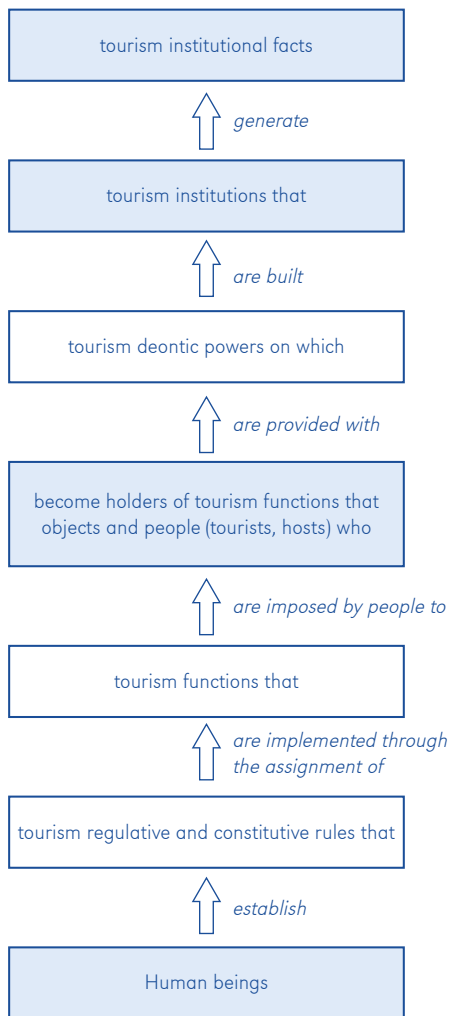 tourism institutional facts
generate
tourism institutions that
are built
tourism deontic powers on which
are provided with
become holders of tourism functions that
objects and people (tourists, hosts) who
are imposed by people to
tourism functions that
are implemented through
the assignment of
tourism regulative and constitutive rules that
establish
Human beings